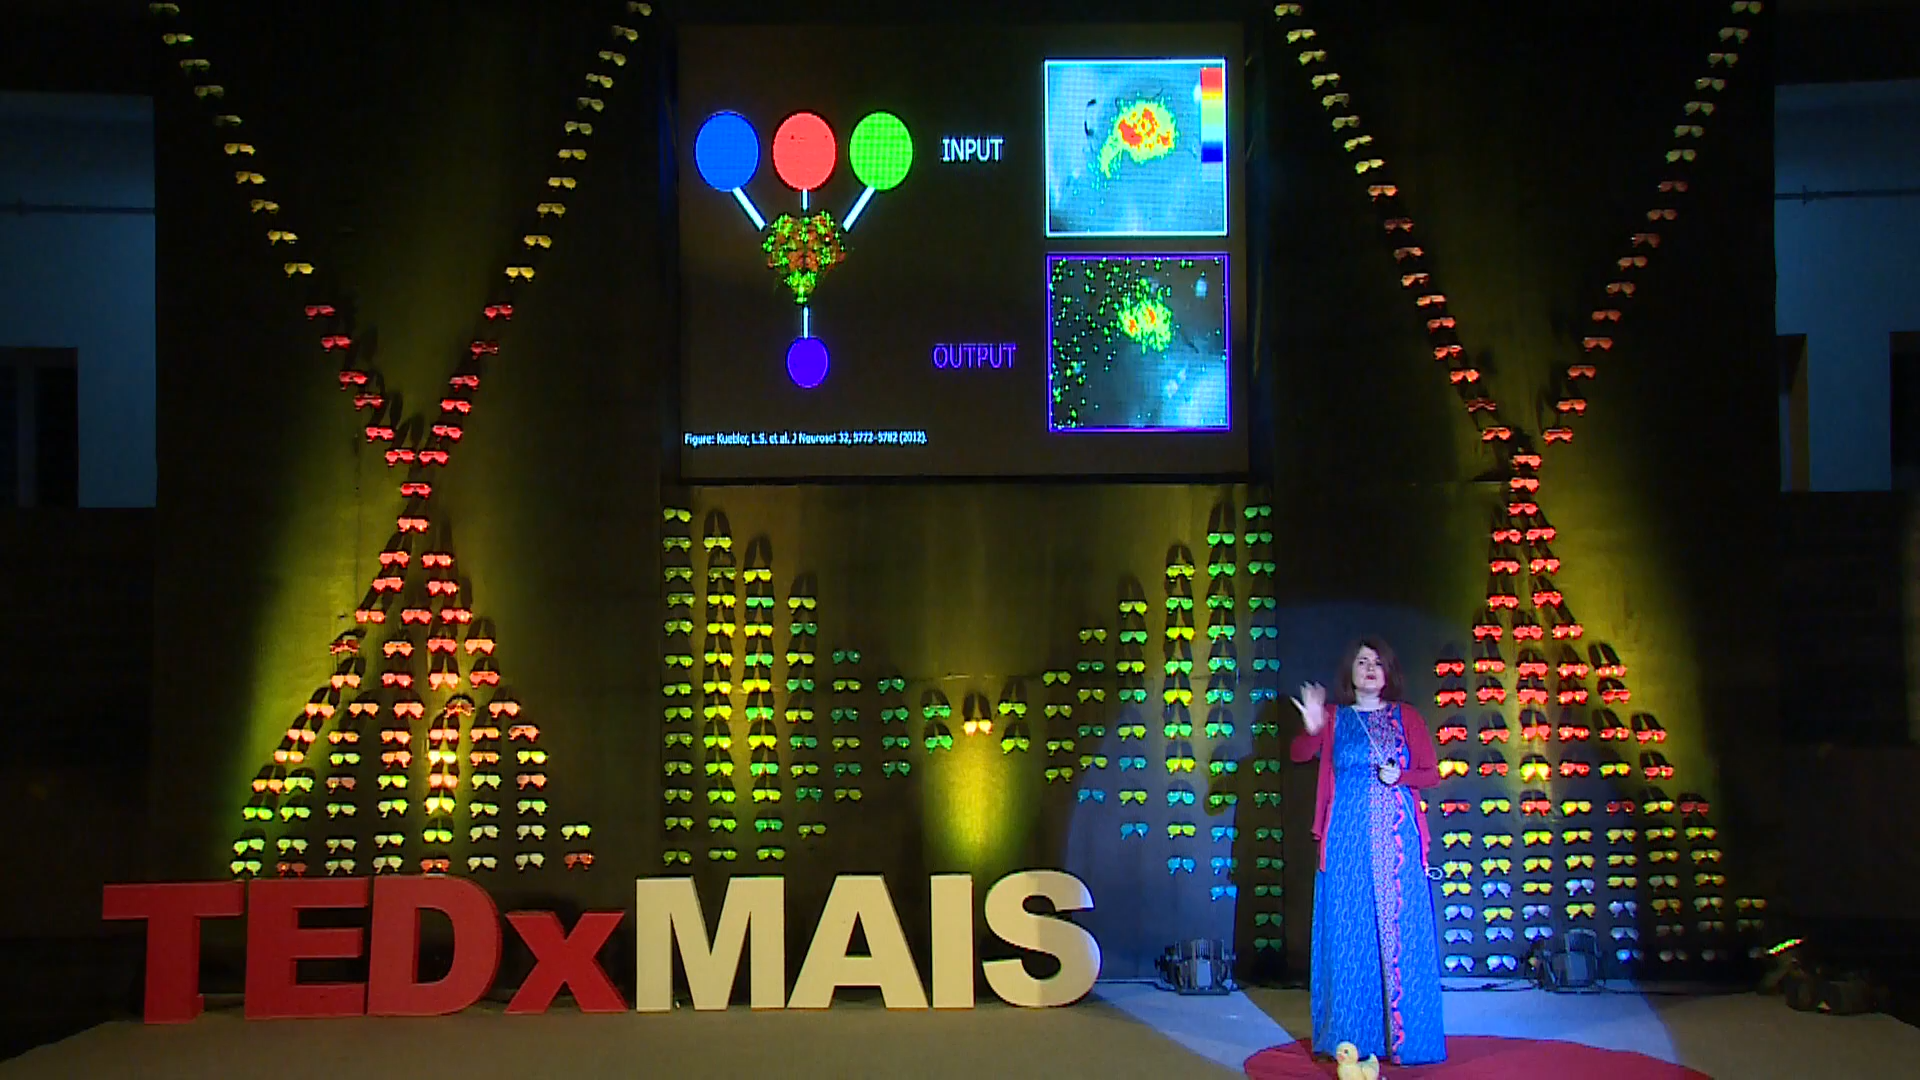 INPUT
OUTPUT
Figure: Kuebler, L.S. et al. J Neurosci 32, 5772-5782 (2012).
TEDxMAIS